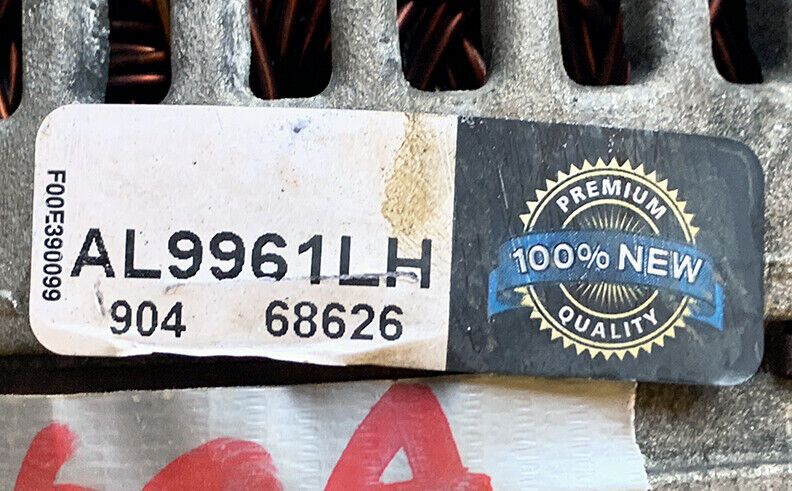 F00E390099
AL9961LH
904 68626
PREMIUM
100% NEW
QUALITY